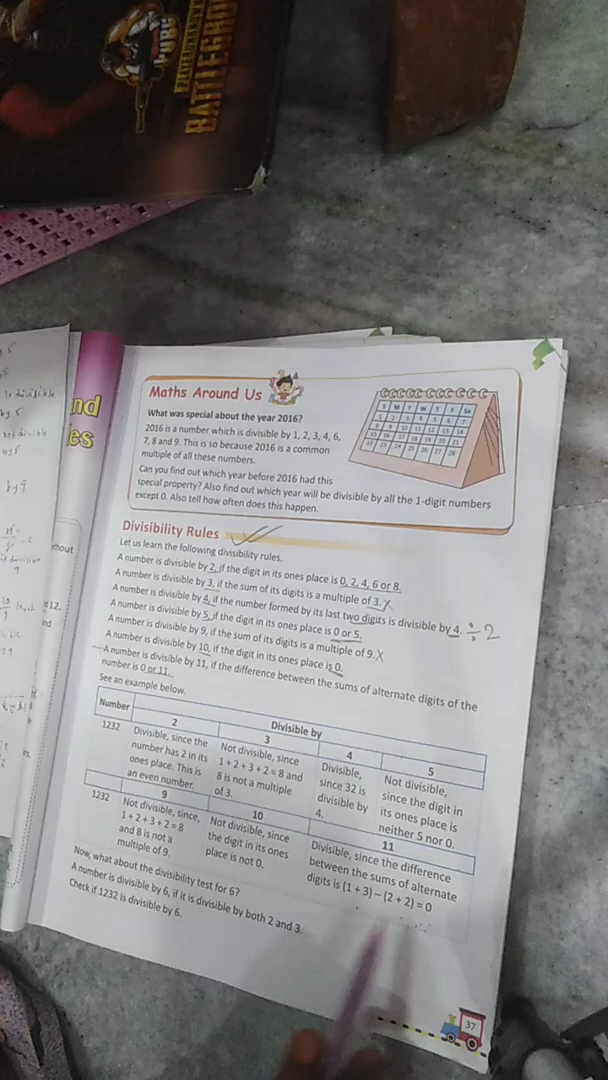 BATTLEGROU
nd
es
Maths Around Us
What was special about the year 2016?
2016 is a number which is divisible by 1, 2, 3, 4, 6,
7, 8 and 9. This is so because 2016 is a common
multiple of all these numbers.
Can you find out which year before 2016 had this
special property? Also find out which year will be divisible by all the 1-digit numbers
except 0. Also tell how often does this happen.
Divisibility Rules
Let us learn the following divisibility rules.
A number is divisible by 2, if the digit in its ones place is 0, 2, 4, 6 or 8.
A number is divisible by 3, if the sum of its digits is a multiple of 3. X
A number is divisible by 4, if the number formed by its last two digits is divisible by 4. ÷ 2
A number is divisible by 5, if the digit in its ones place is 0 or 5.
A number is divisible by 9, if the sum of its digits is a multiple of 9. X
A number is divisible by 10, if the digit in its ones place is 0.
A number is divisible by 11, if the difference between the sums of alternate digits of the
number is 0 or 11.
See an example below.
Number
Divisible by
2
3
4
5
1232
Divisible, since the
number has 2 in its
ones place. This is
an even number.
Not divisible, since
1 + 2 + 3 + 2 = 8 and
8 is not a multiple
of 3.
Divisible,
since 32 is
divisible by
4.
Not divisible,
since the digit in
its ones place is
neither 5 nor 0.
9
10
11
1232
Not divisible, since,
1 + 2 + 3 + 2 = 8
and 8 is not a
multiple of 9.
Not divisible, since
the digit in its ones
place is not 0.
Divisible, since the difference
between the sums of alternate
digits is (1 + 3) – (2 + 2) = 0
Now, what about the divisibility test for 6?
A number is divisible by 6, if it is divisible by both 2 and 3.
Check if 1232 is divisible by 6.
37